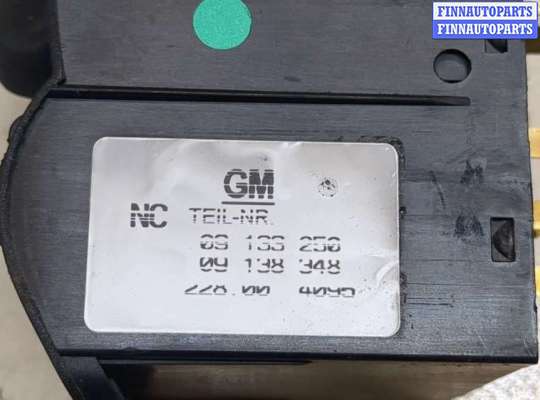 FINNAUTOPARTS
FINNAUTOPARTS
GM
NC TEIL-NR.
09 133 250
09 138 348
228.00 4095